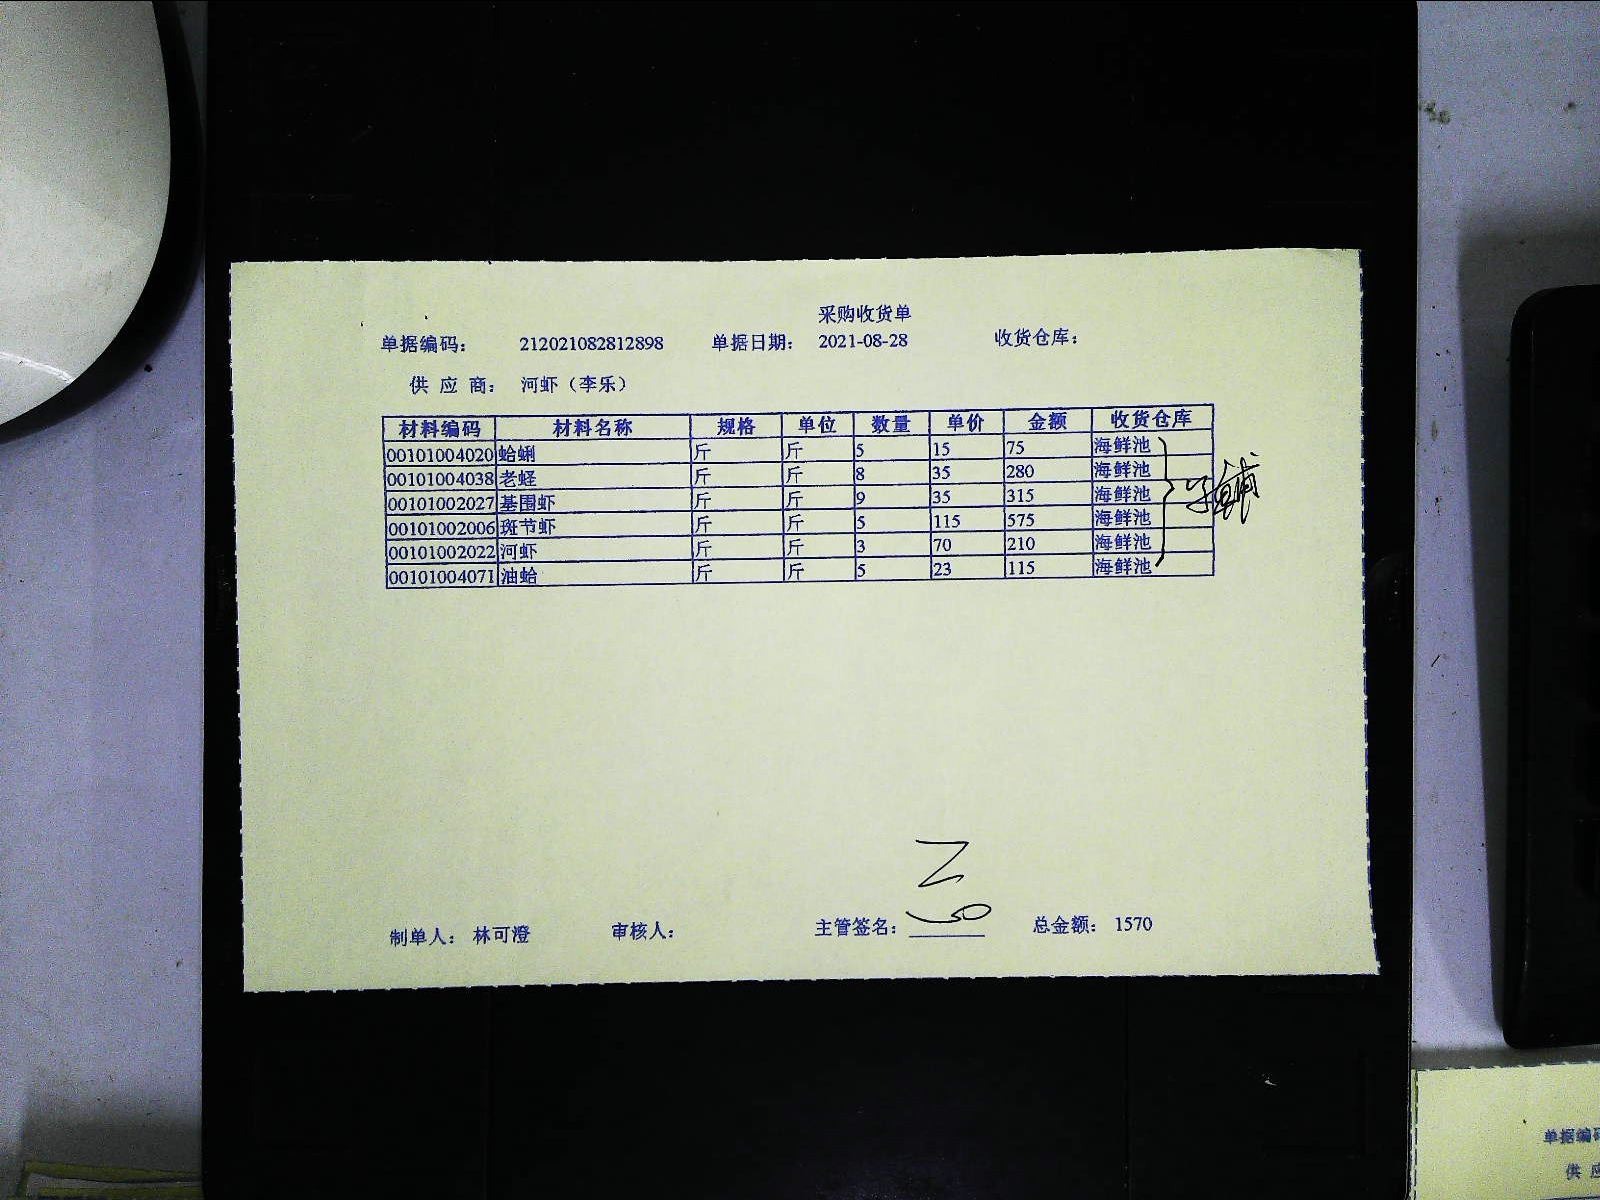 采购收货单
单据编码： 212021082812898 单据日期： 2021-08-28 收货仓库：
供 应 商： 河虾（李乐）
材料编码 材料名称 规格 单位 数量 单价 金额 收货仓库
00101004020 蛤蜊 斤 斤 5 15 75 海鲜池
00101004038 老蛏 斤 斤 8 35 280 海鲜池
00101002027 基围虾 斤 斤 9 35 315 海鲜池
00101002006 斑节虾 斤 斤 5 115 575 海鲜池
00101002022 河虾 斤 斤 3 70 210 海鲜池
00101004071 油蛤 斤 斤 5 23 115 海鲜池
制单人： 林可澄 审核人： 主管签名： 总金额： 1570
单据编码
供 应